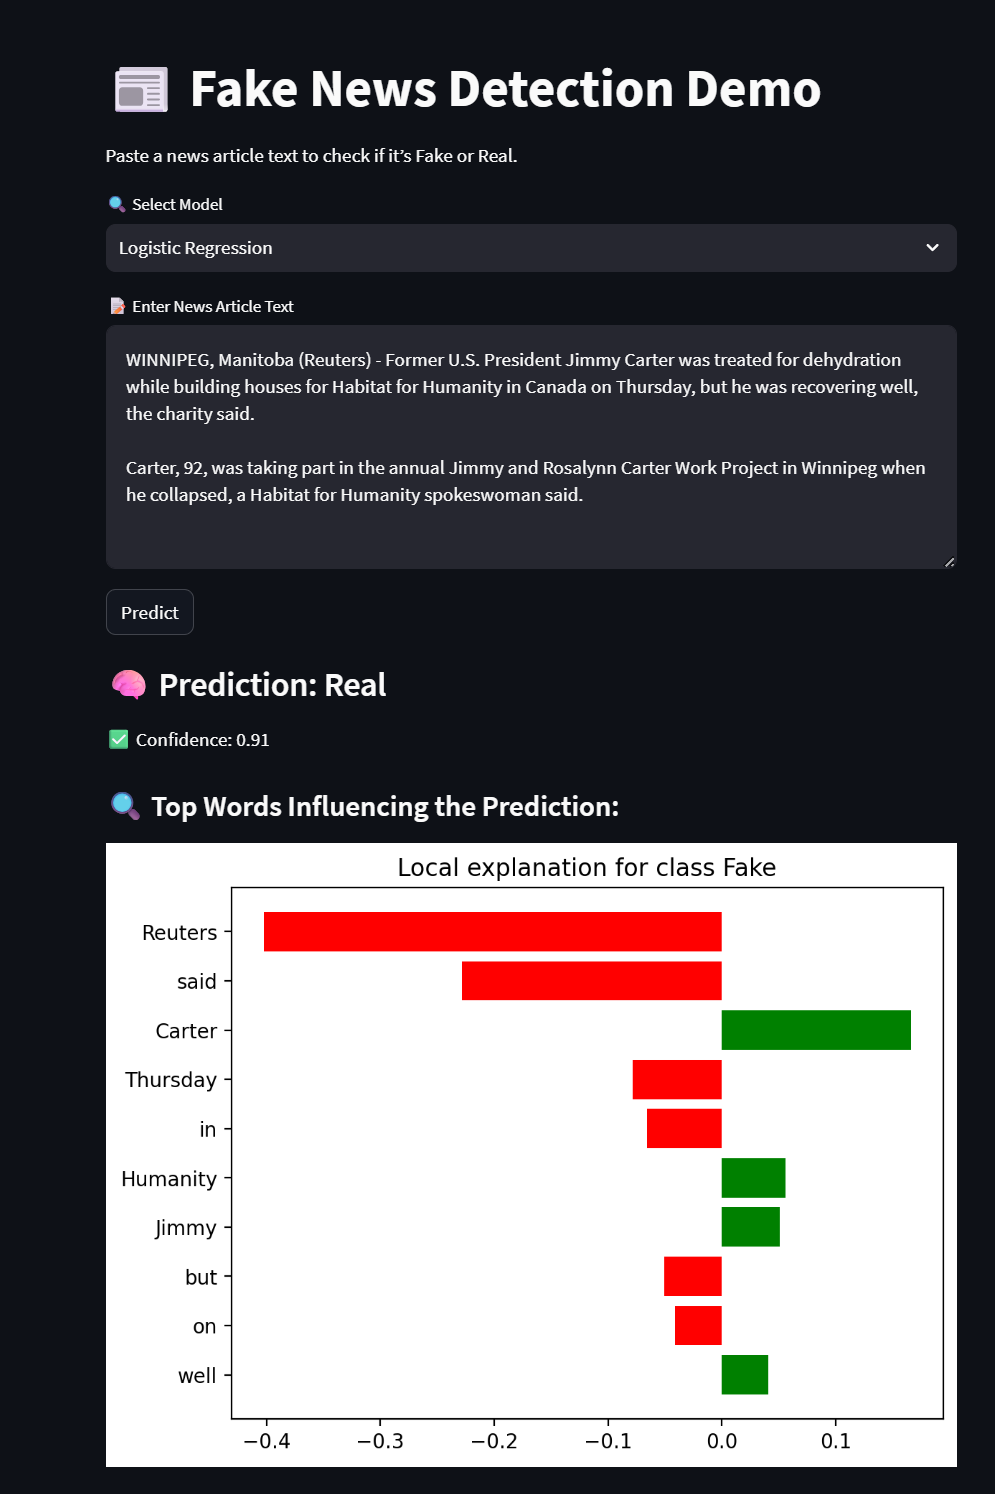 Fake News Detection Demo
Paste a news article text to check if it’s Fake or Real.
Select Model
Logistic Regression
Enter News Article Text
WINNIPEG, Manitoba (Reuters) - Former U.S. President Jimmy Carter was treated for dehydration
while building houses for Habitat for Humanity in Canada on Thursday, but he was recovering well,
the charity said.
Carter, 92, was taking part in the annual Jimmy and Rosalynn Carter Work Project in Winnipeg when
he collapsed, a Habitat for Humanity spokeswoman said.
Predict
Prediction: Real
Confidence: 0.91
Top Words Influencing the Prediction:
Local explanation for class Fake
Reuters
said
Carter
Thursday
in
Humanity
Jimmy
but
on
well
−0.4 −0.3 −0.2 −0.1 0.0 0.1